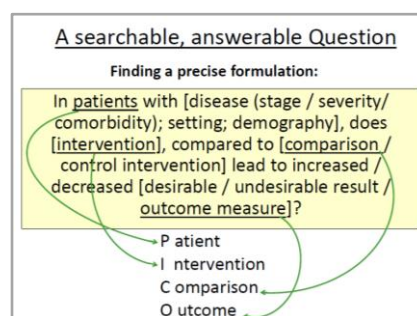 A searchable, answerable Question
Finding a precise formulation:
In patients with [disease (stage / severity/
comorbidity); setting; demography], does
[intervention], compared to [comparison /
control intervention] lead to increased /
decreased [desirable / undesirable result /
outcome measure]?
P atient
I ntervention
C omparison
O utcome